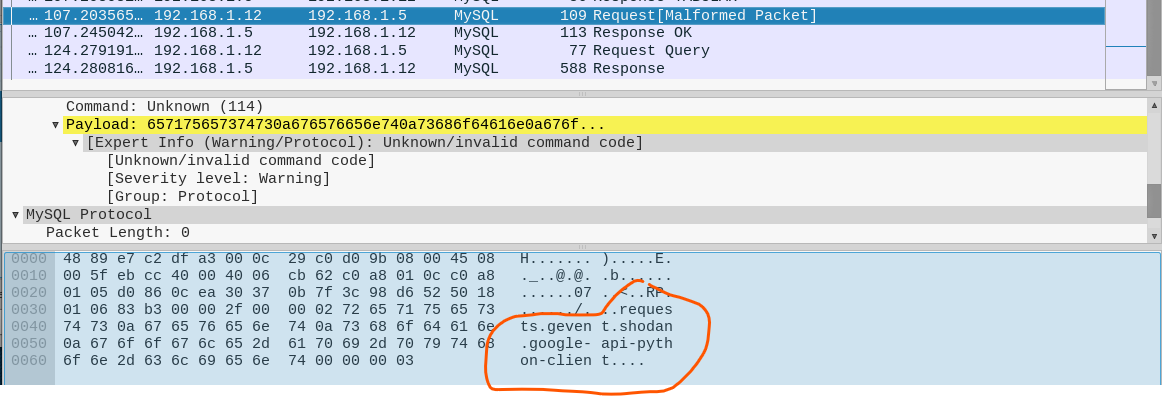 … 107.203565… 192.168.1.12 192.168.1.5 MySQL 109 Request[Malformed Packet]
… 107.245042… 192.168.1.5 192.168.1.12 MySQL 113 Response OK
… 124.279191… 192.168.1.12 192.168.1.5 MySQL 77 Request Query
… 124.280816… 192.168.1.5 192.168.1.12 MySQL 588 Response
Command: Unknown (114)
Payload: 657175657374730a676576656e740a73686f64616e0a676f...
[Expert Info (Warning/Protocol): Unknown/invalid command code]
[Unknown/invalid command code]
[Severity level: Warning]
[Group: Protocol]
MySQL Protocol
Packet Length: 0
0000 48 89 e7 c2 df a3 00 0c 29 c0 d0 9b 08 00 45 08 H....... ).....E.
0010 00 5f eb cc 40 00 40 06 cb 62 c0 a8 01 0c c0 a8 ._..@.@. .b......
0020 01 05 d0 86 0c ea 30 37 0b 7f 3c 98 d6 52 50 18 ......07 ..<..RP.
0030 01 06 83 b3 00 00 2f 00 00 02 72 65 71 75 65 73 ....../. ..reques
0040 74 73 0a 67 65 76 65 6e 74 0a 73 68 6f 64 61 6e ts.geven t.shodan
0050 0a 67 6f 6f 67 6c 65 2d 61 70 69 2d 70 79 74 68 .google- api-pyth
0060 6f 6e 2d 63 6c 69 65 6e 74 00 00 00 03 on-clien t....